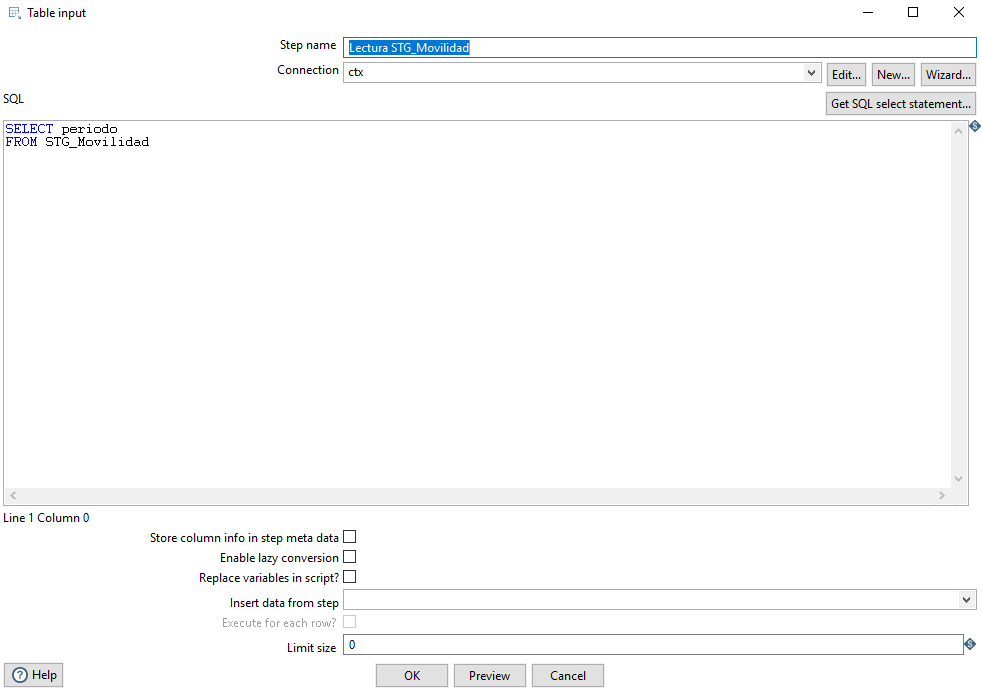 Table input
Step name Lectura STG_Movilidad
Connection ctx Edit... New... Wizard...
SQL Get SQL select statement...
SELECT periodo
FROM STG_Movilidad
Line 1 Column 0
Store column info in step meta data
Enable lazy conversion
Replace variables in script?
Insert data from step
Execute for each row?
Limit size 0
Help OK Preview Cancel